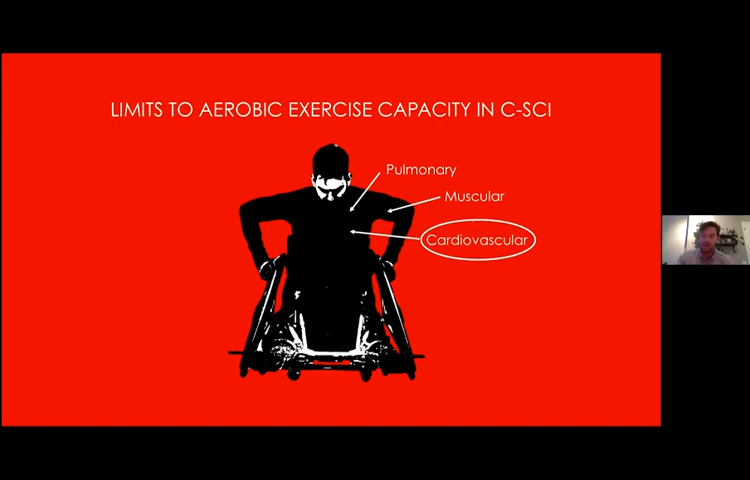 LIMITS TO AEROBIC EXERCISE CAPACITY IN C-SCI
Pulmonary
Muscular
Cardiovascular